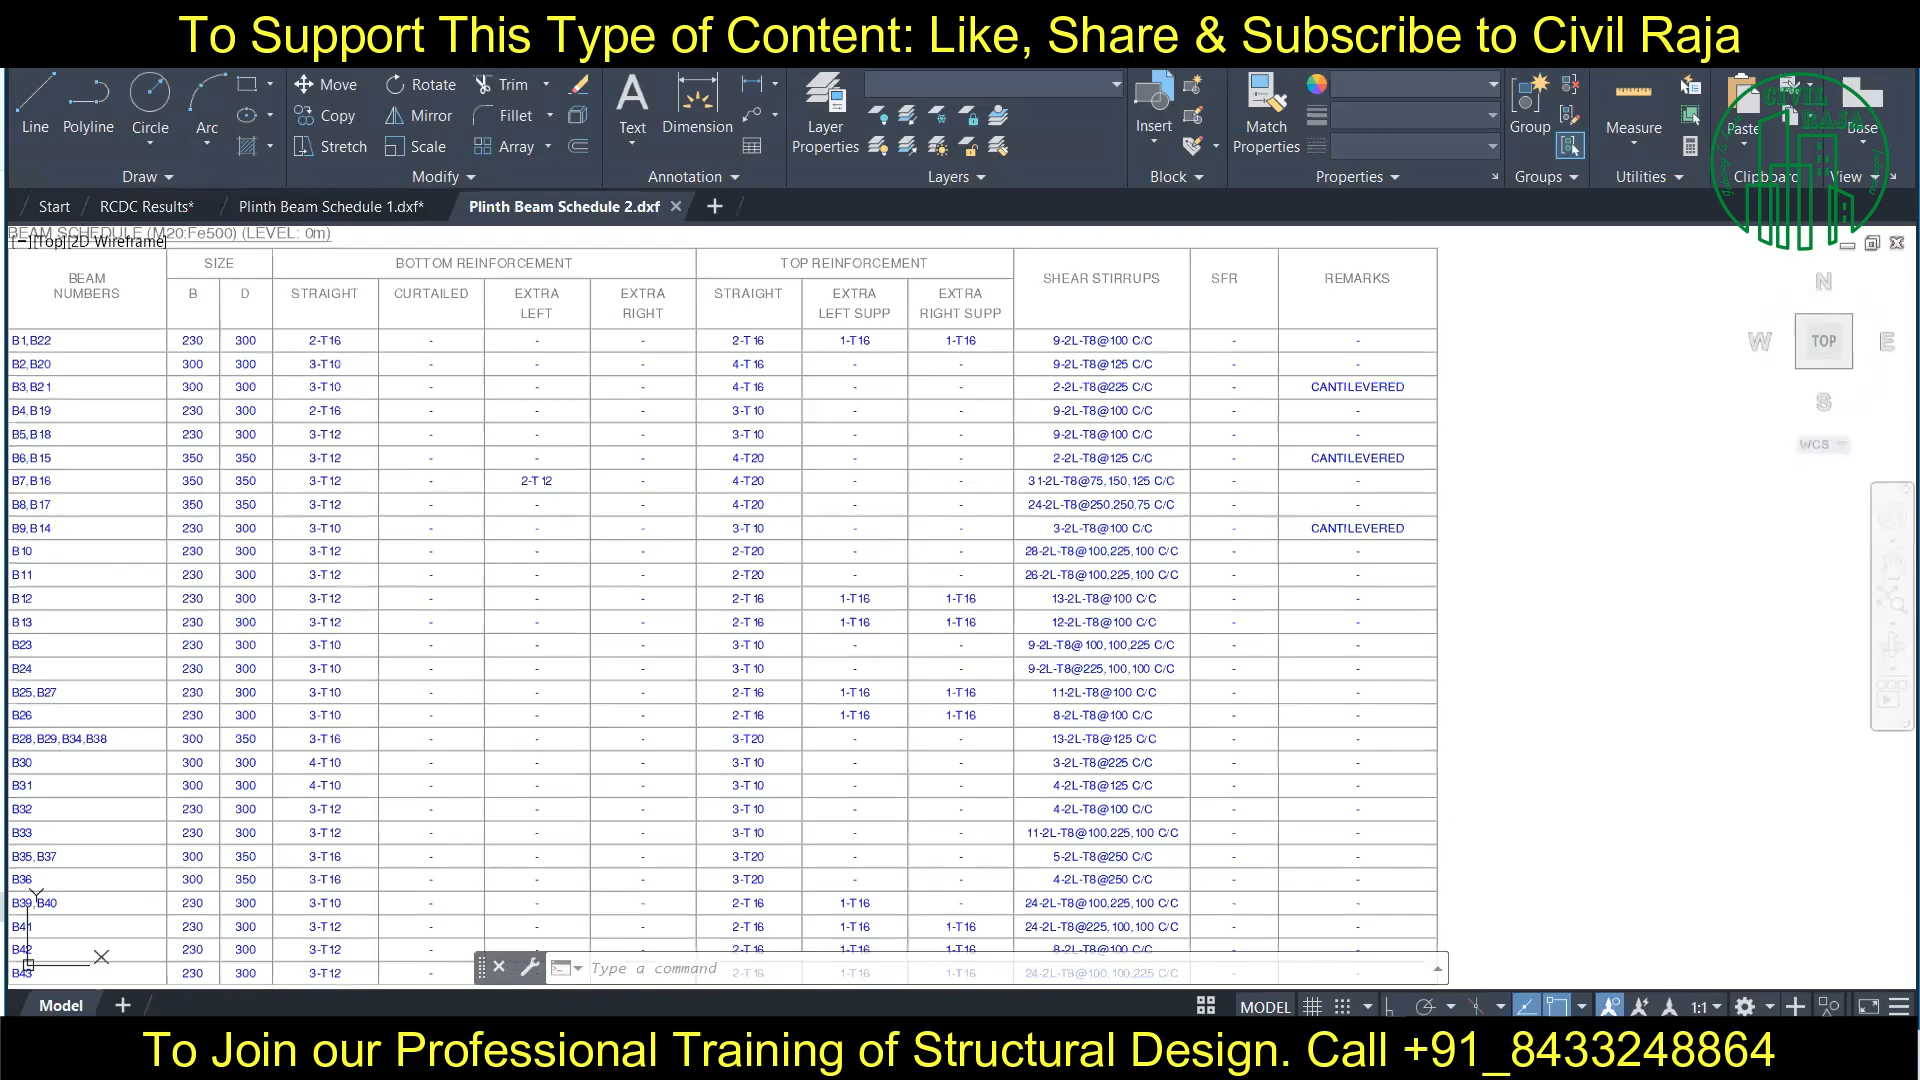 To Support This Type of Content: Like, Share & Subscribe to Civil Raja
Line Polyline Circle Arc
Move Rotate Trim
Copy Mirror Fillet
Stretch Scale Array
Text Dimension
Layer Properties
Insert
Match Properties
Group
Measure
Paste
Base
CIVIL RAJA
Draw Modify Annotation Layers Block Properties Groups Utilities Clipboard View
Start RCDC Results* Plinth Beam Schedule 1.dxf* Plinth Beam Schedule 2.dxf
BEAM SCHEDULE (M20:Fe500) (LEVEL: 0m)
[−][Top][2D Wireframe]
BEAM NUMBERS SIZE BOTTOM REINFORCEMENT TOP REINFORCEMENT SHEAR STIRRUPS SFR REMARKS
B D STRAIGHT CURTAILED EXTRA LEFT EXTRA RIGHT STRAIGHT EXTRA LEFT SUPP EXTRA RIGHT SUPP
B1,B22 230 300 2-T16 - - - 2-T16 1-T16 1-T16 9-2L-T8@100 C/C - -
B2,B20 300 300 3-T10 - - - 4-T16 - - 9-2L-T8@125 C/C - -
B3,B21 300 300 3-T10 - - - 4-T16 - - 2-2L-T8@225 C/C - CANTILEVERED
B4,B19 230 300 2-T16 - - - 3-T10 - - 9-2L-T8@100 C/C - -
B5,B18 230 300 3-T12 - - - 3-T10 - - 9-2L-T8@100 C/C - -
B6,B15 350 350 3-T12 - - - 4-T20 - - 2-2L-T8@125 C/C - CANTILEVERED
B7,B16 350 350 3-T12 - 2-T12 - 4-T20 - - 31-2L-T8@75,150,125 C/C - -
B8,B17 350 350 3-T12 - - - 4-T20 - - 24-2L-T8@250,250,75 C/C - -
B9,B14 230 300 3-T10 - - - 3-T10 - - 3-2L-T8@100 C/C - CANTILEVERED
B10 230 300 3-T12 - - - 2-T20 - - 28-2L-T8@100,225,100 C/C - -
B11 230 300 3-T12 - - - 2-T20 - - 26-2L-T8@100,225,100 C/C - -
B12 230 300 3-T12 - - - 2-T16 1-T16 1-T16 13-2L-T8@100 C/C - -
B13 230 300 3-T12 - - - 2-T16 1-T16 1-T16 12-2L-T8@100 C/C - -
B23 230 300 3-T10 - - - 3-T10 - - 9-2L-T8@100,100,225 C/C - -
B24 230 300 3-T10 - - - 3-T10 - - 9-2L-T8@225,100,100 C/C - -
B25,B27 230 300 3-T10 - - - 2-T16 1-T16 1-T16 11-2L-T8@100 C/C - -
B26 230 300 3-T10 - - - 2-T16 1-T16 1-T16 8-2L-T8@100 C/C - -
B28,B29,B34,B38 300 350 3-T16 - - - 3-T20 - - 13-2L-T8@125 C/C - -
B30 300 300 4-T10 - - - 3-T10 - - 3-2L-T8@225 C/C - -
B31 300 300 4-T10 - - - 3-T10 - - 4-2L-T8@125 C/C - -
B32 230 300 3-T12 - - - 3-T10 - - 4-2L-T8@100 C/C - -
B33 230 300 3-T12 - - - 3-T10 - - 11-2L-T8@100,225,100 C/C - -
B35,B37 300 350 3-T16 - - - 3-T20 - - 5-2L-T8@250 C/C - -
B36 300 350 3-T16 - - - 3-T20 - - 4-2L-T8@250 C/C - -
B39,B40 230 300 3-T10 - - - 2-T16 1-T16 - 24-2L-T8@100,225,100 C/C - -
B41 230 300 3-T12 - - - 2-T16 1-T16 1-T16 24-2L-T8@225,100,100 C/C - -
B42 230 300 3-T12 - - - 2-T16 1-T16 1-T16 8-2L-T8@100 C/C - -
B43 230 300 3-T12 - 2-T16 1-T16 1-T16 24-2L-T8@100,100,225 C/C - -
Y
X
N
W TOP E
S
WCS
Type a command
Model MODEL 1:1
To Join our Professional Training of Structural Design. Call +91_8433248864